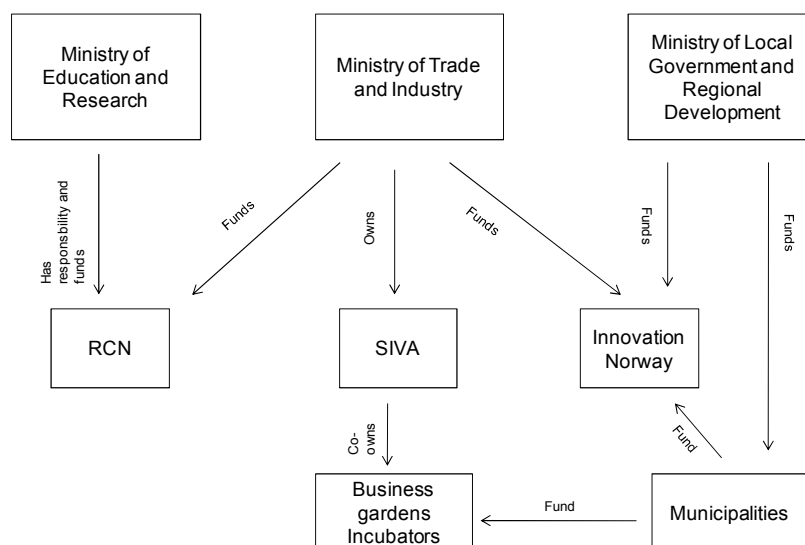 Ministry of
Education and
Research
Ministry of Trade
and Industry
Ministry of Local
Government and
Regional
Development
Has
responsbility and
funds
Funds
Owns
Funds
Funds
Funds
RCN
SIVA
Innovation
Norway
Co-
owns
Fund
Business
gardens
Incubators
Fund
Municipalities